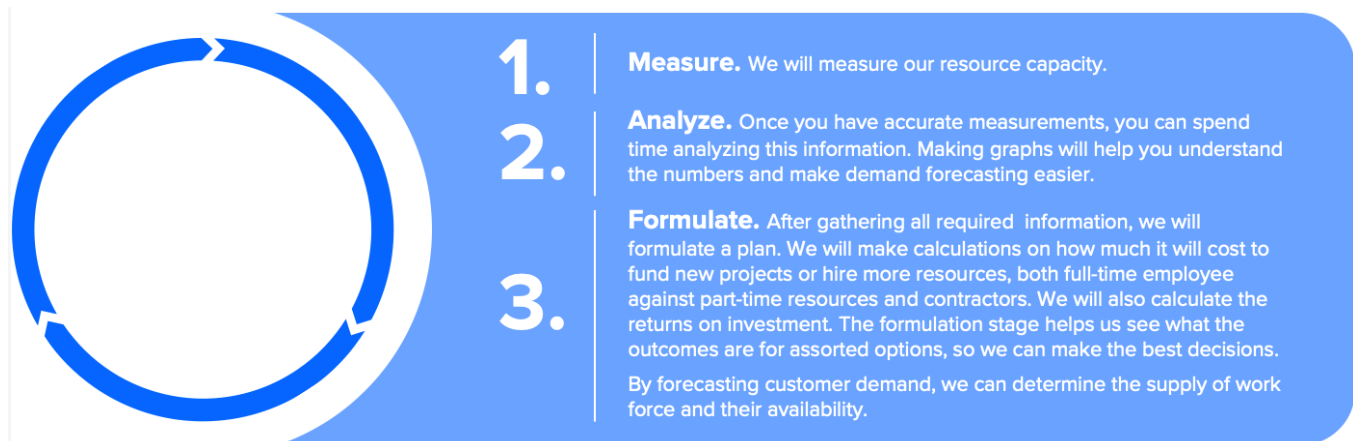 1.
Measure. We will measure our resource capacity.
2.
Analyze. Once you have accurate measurements, you can spend
time analyzing this information. Making graphs will help you understand
the numbers and make demand forecasting easier.
3.
Formulate. After gathering all required  information, we will
formulate a plan. We will make calculations on how much it will cost to
fund new projects or hire more resources, both full-time employee
against part-time resources and contractors. We will also calculate the
returns on investment. The formulation stage helps us see what the
outcomes are for assorted options, so we can make the best decisions.
By forecasting customer demand, we can determine the supply of work
force and their availability.